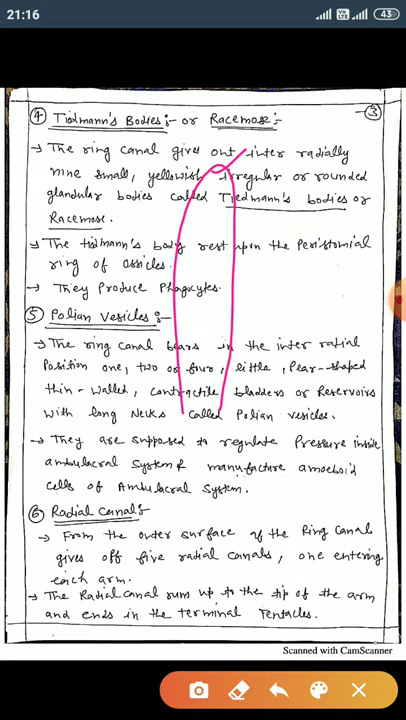 21:16
VoLTE
43
④ Tiedmann's Bodies:- or Racemose:-
3
→ The ring canal gives out inter radially
nine small, yellowish irregular or rounded
glandular bodies called Tiedmann's bodies or
Racemose.
→ The tidmann's body rest upon the Peristomial
ring of ossicles.
→ They Produce Phagocytes.
⑤ Polian Vesicles:-
→ The ring canal bears in the inter ratial
Position one, two or four, little, Pear-shaped
thin-walled, contractile bladders or Reservoirs
with long Neiks called Polian vesicles.
→ They are supposed to regulate Pressure inside
ambulacral system & manufacture amoeboid
cells of Ambulacral System.
⑥ Radial Canals
→ From the outer surface of the Ring Canal
gives off five radial canals, one entering
each arm.
→ The Radial canal runs up to the tip of the arm
and ends in the terminal Tentacles.
Scanned with CamScanner